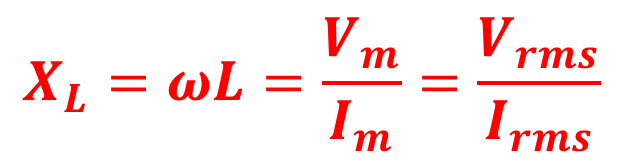 X_L = ωL = V_m / I_m = V_rms / I_rms